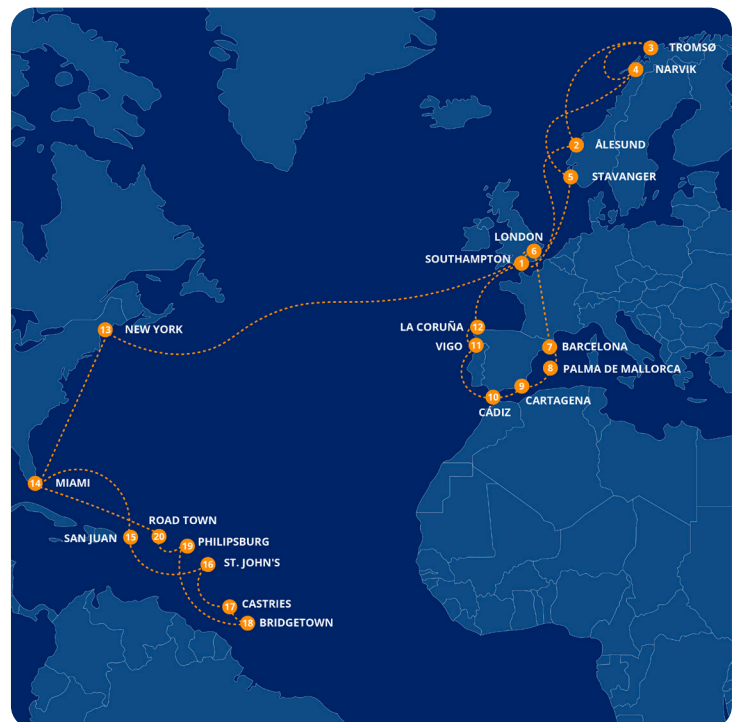 3 TROMSØ
4 NARVIK
2 ÅLESUND
5 STAVANGER
LONDON
6
SOUTHAMPTON 1
LA CORUÑA 12
13 NEW YORK
VIGO 11
7 BARCELONA
8 PALMA DE MALLORCA
9
CARTAGENA
10
CÁDIZ
14 MIAMI
ROAD TOWN
20
SAN JUAN 15
19 PHILIPSBURG
16 ST. JOHN'S
17 CASTRIES
18 BRIDGETOWN